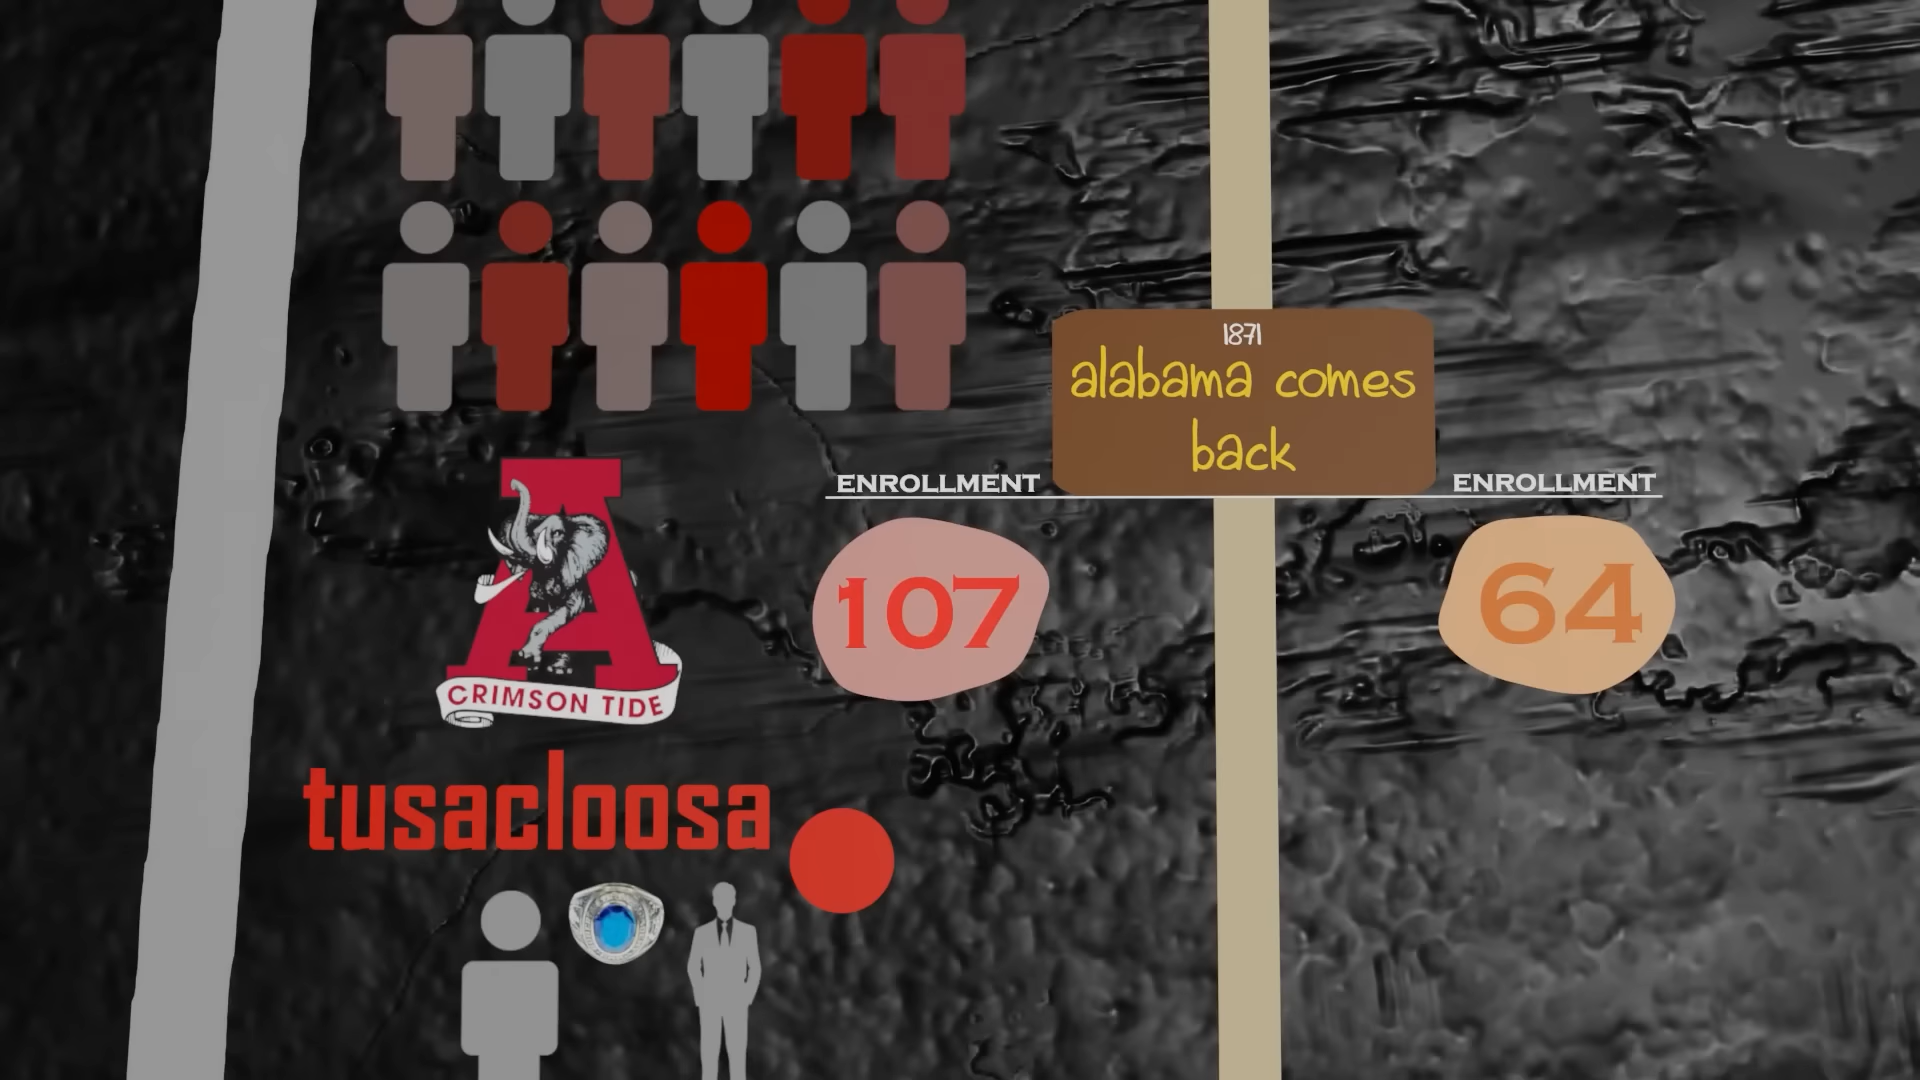 1871
alabama comes
back
ENROLLMENT
ENROLLMENT
107
64
CRIMSON TIDE
tusacloosa